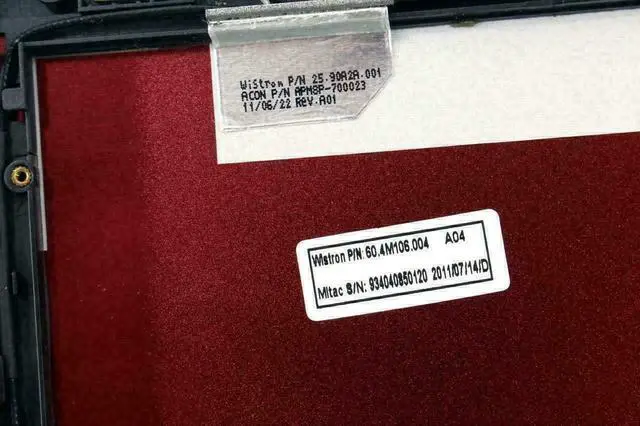 Wistron P/N 25.90A2A.001
ACON P/N APM8P-700023
11/06/22 Rev.A01
Wistron P/N: 60.4M106.004 A04
Mitac S/N: 934040850120 2011/07/14/D